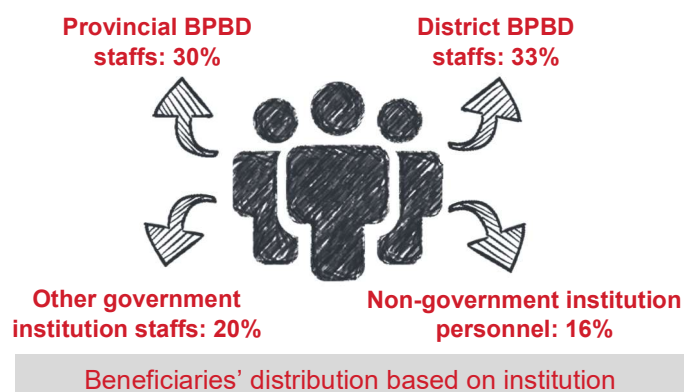 Provincial BPBD
staffs: 30%
District BPBD
staffs: 33%
Other government
institution staffs: 20%
Non-government institution
personnel: 16%
Beneficiaries’ distribution based on institution